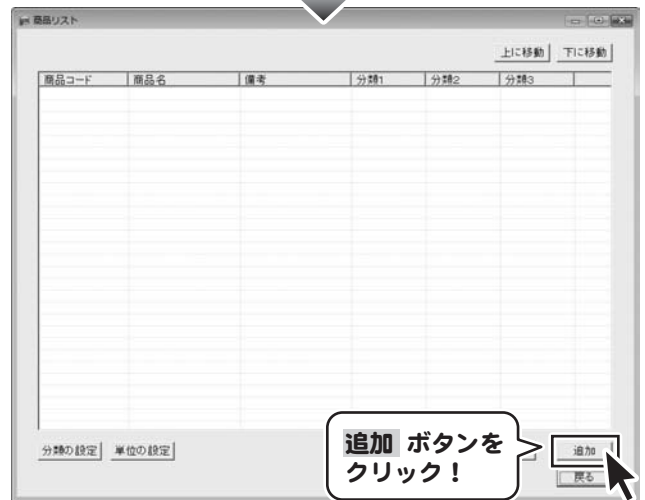 商品リスト
上に移動 下に移動
商品コード 商品名 備考 分類1 分類2 分類3
分類の設定 単位の設定
追加 ボタンを
クリック！
追加
戻る